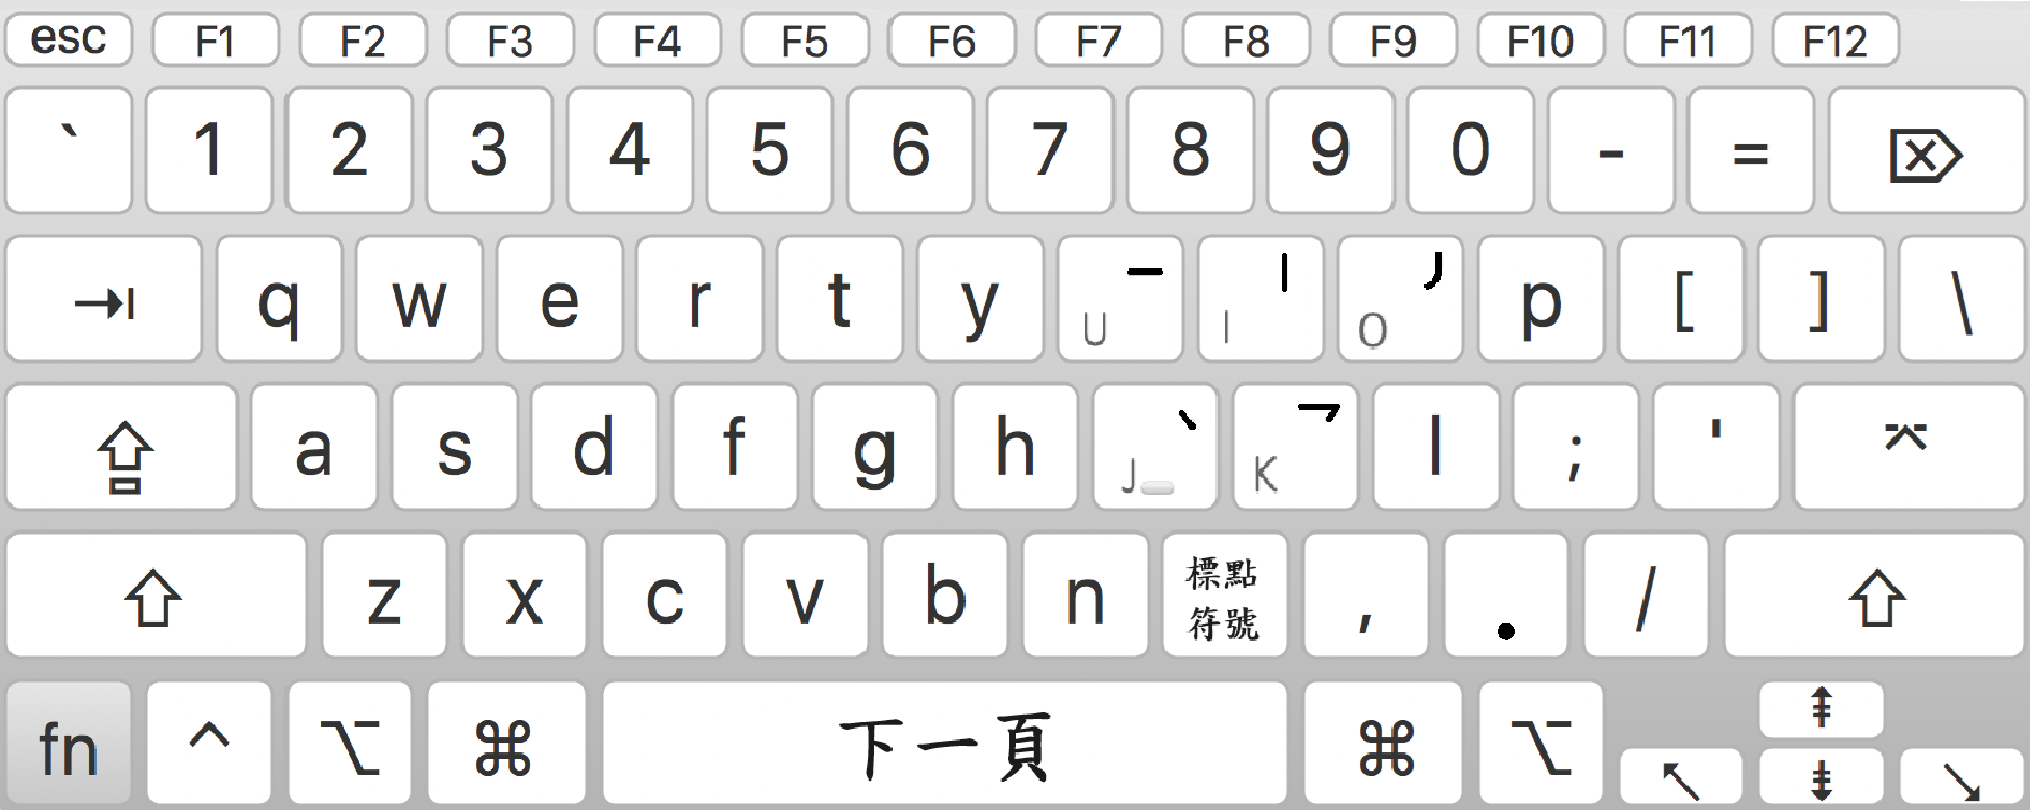 esc F1 F2 F3 F4 F5 F6 F7 F8 F9 F10 F11 F12
` 1 2 3 4 5 6 7 8 9 0 - = ⌦
⇥ q w e r t y U ㇐ I 丨 O ㇓ p [ ] \
⇪ a s d f g h J ㇔ K ㇖ l ; ' ⌤
⇧ z x c v b n 標點
符號 , . / ⇧
fn ^ ⌥ ⌘ 下一頁 ⌘ ⌥ ↖ ⇞ ⇟ ↘